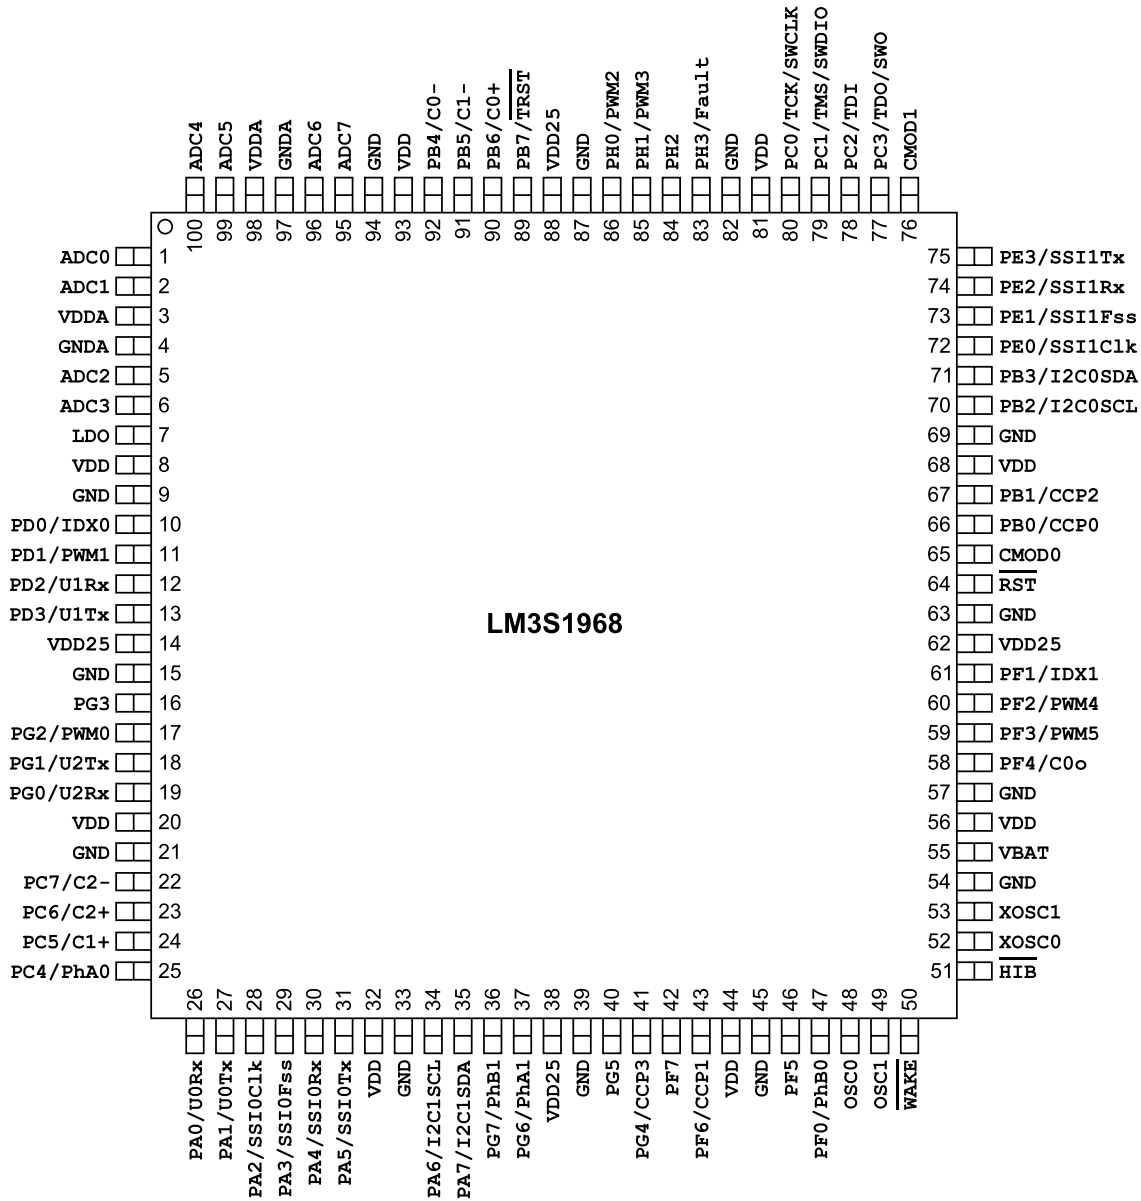 ADC4
ADC5
VDDA
GNDA
ADC6
ADC7
GND
VDD
PB4/C0-
PB5/C1-
PB6/C0+
PB7/TRST
VDD25
GND
PH0/PWM2
PH1/PWM3
PH2
PH3/Fault
GND
VDD
PC0/TCK/SWCLK
PC1/TMS/SWDIO
PC2/TDI
PC3/TDO/SWO
CMOD1
100
99
98
97
96
95
94
93
92
91
90
89
88
87
86
85
84
83
82
81
80
79
78
77
76
ADC0 1
ADC1 2
VDDA 3
GNDA 4
ADC2 5
ADC3 6
LDO 7
VDD 8
GND 9
PD0/IDX0 10
PD1/PWM1 11
PD2/U1Rx 12
PD3/U1Tx 13
VDD25 14
GND 15
PG3 16
PG2/PWM0 17
PG1/U2Tx 18
PG0/U2Rx 19
VDD 20
GND 21
PC7/C2- 22
PC6/C2+ 23
PC5/C1+ 24
PC4/PhA0 25
LM3S1968
75 PE3/SSI1Tx
74 PE2/SSI1Rx
73 PE1/SSI1Fss
72 PE0/SSI1Clk
71 PB3/I2C0SDA
70 PB2/I2C0SCL
69 GND
68 VDD
67 PB1/CCP2
66 PB0/CCP0
65 CMOD0
64 RST
63 GND
62 VDD25
61 PF1/IDX1
60 PF2/PWM4
59 PF3/PWM5
58 PF4/C0o
57 GND
56 VDD
55 VBAT
54 GND
53 XOSC1
52 XOSC0
51 HIB
26
27
28
29
30
31
32
33
34
35
36
37
38
39
40
41
42
43
44
45
46
47
48
49
50
PA0/U0Rx
PA1/U0Tx
PA2/SSI0Clk
PA3/SSI0Fss
PA4/SSI0Rx
PA5/SSI0Tx
VDD
GND
PA6/I2C1SCL
PA7/I2C1SDA
PG7/PhB1
PG6/PhA1
VDD25
GND
PG5
PG4/CCP3
PF7
PF6/CCP1
VDD
GND
PF5
PF0/PhB0
OSC0
OSC1
WAKE